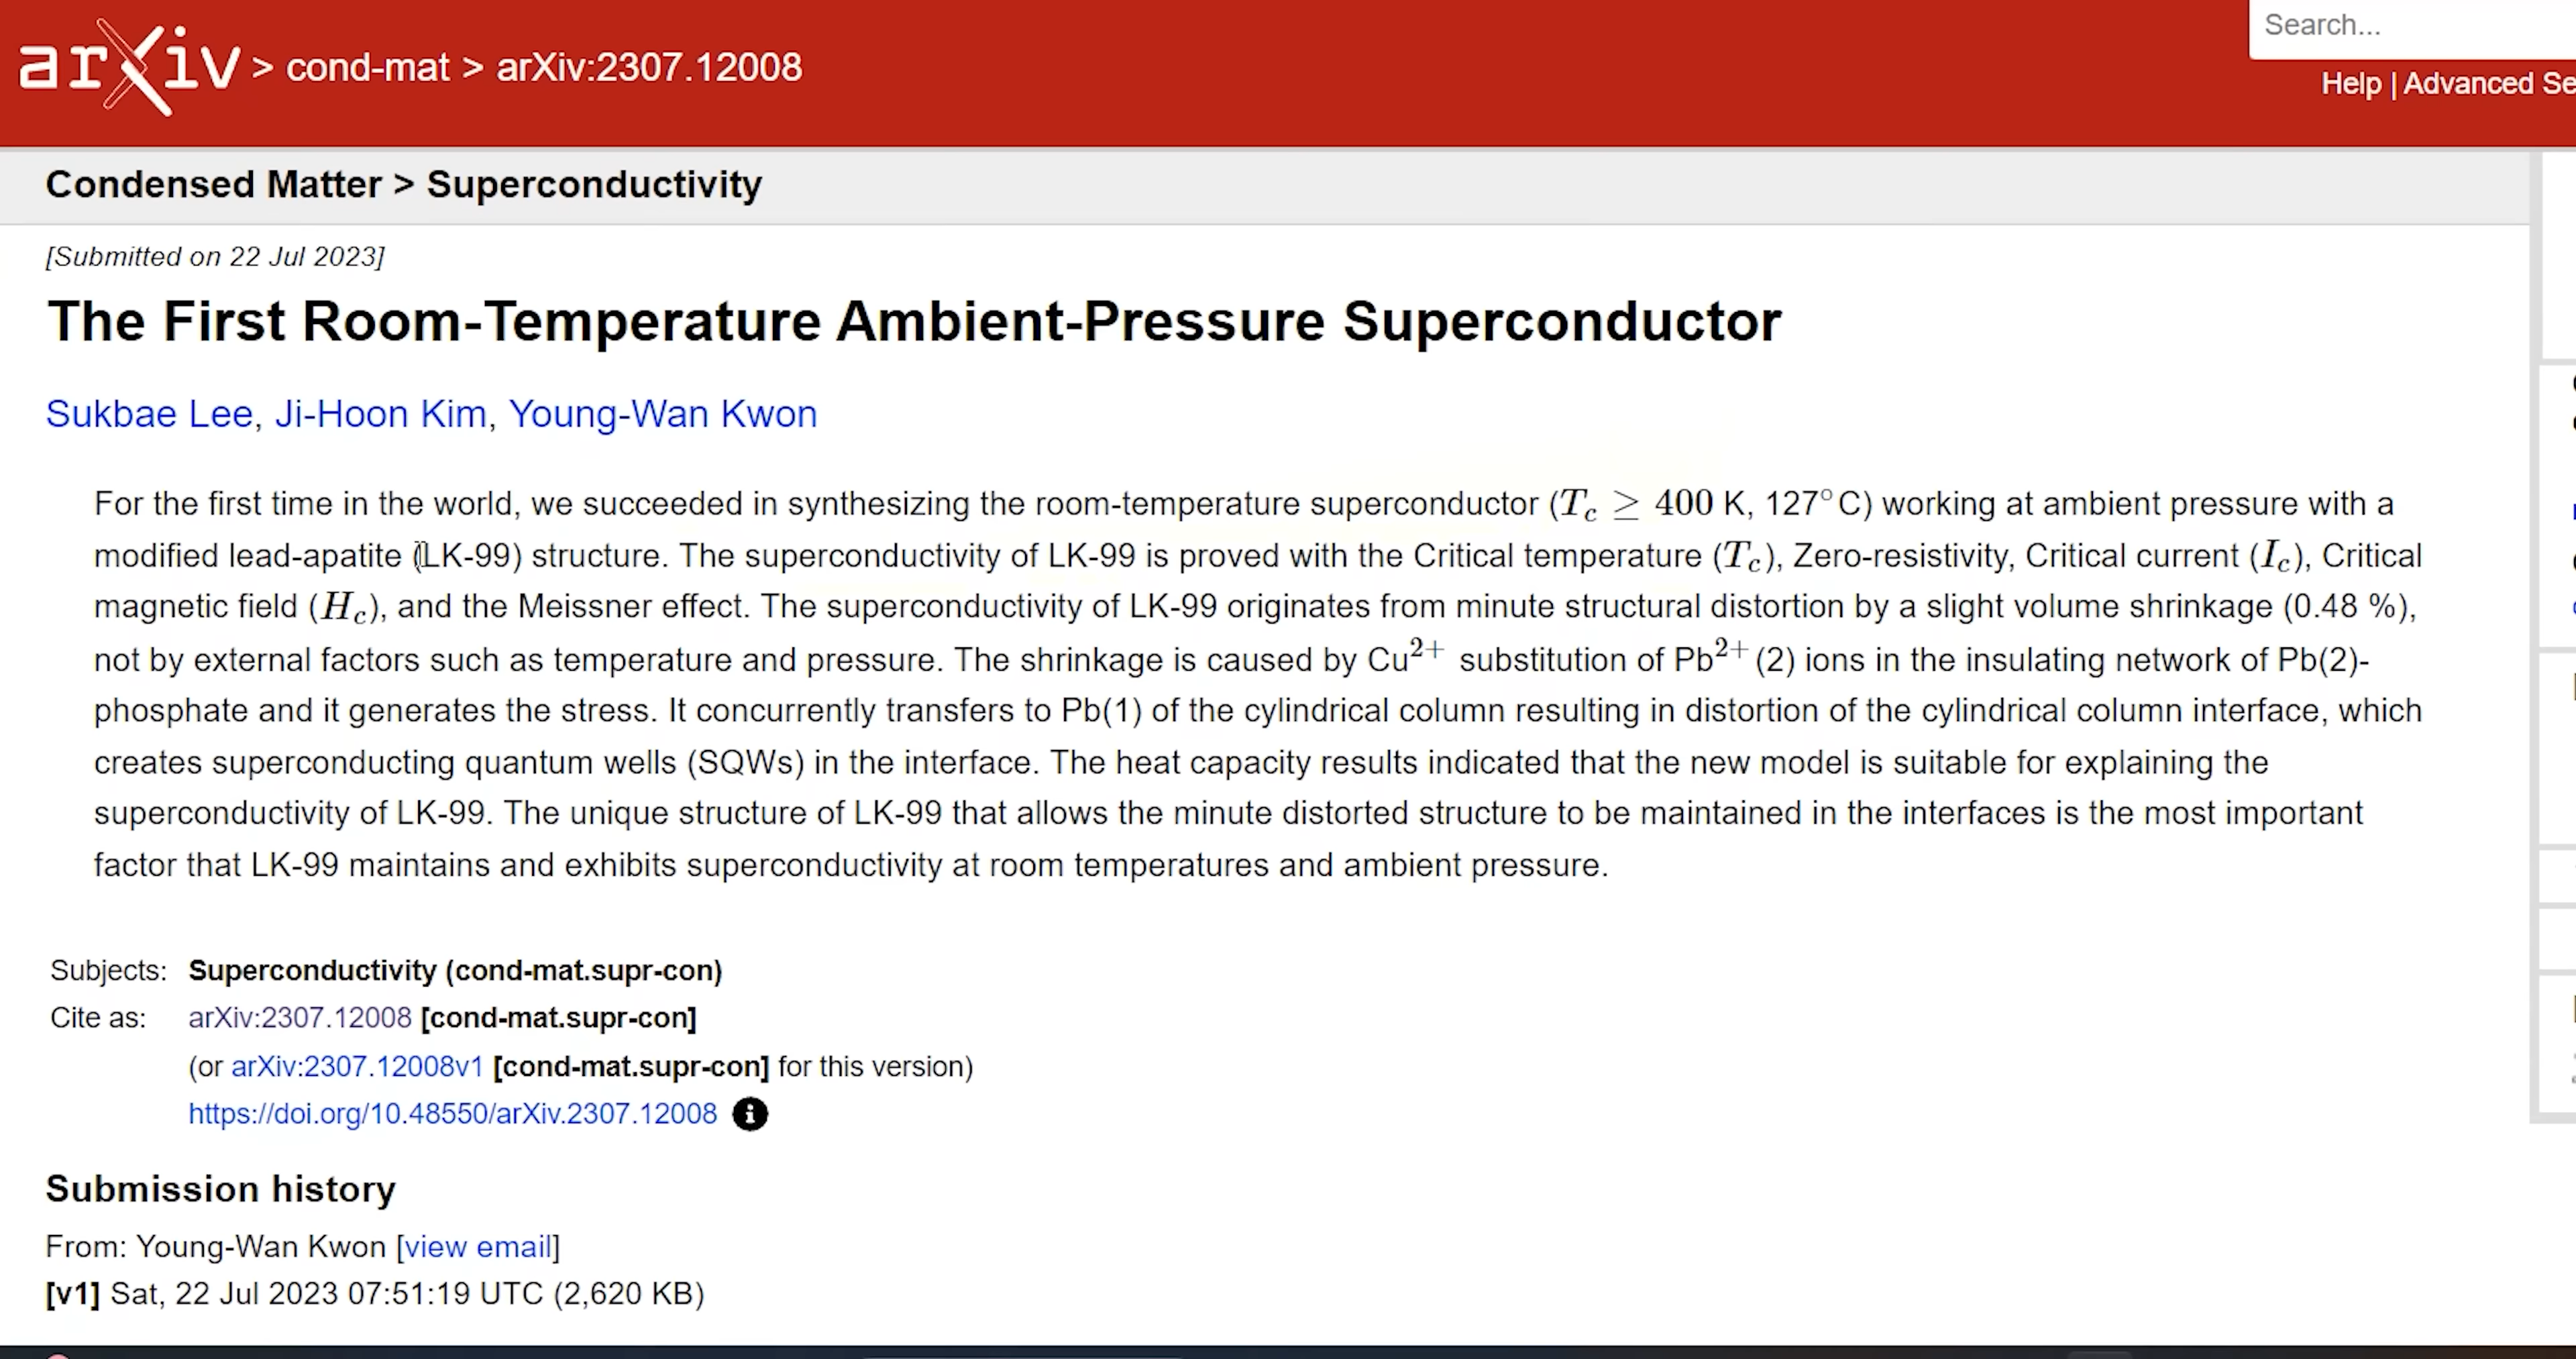 arXiv > cond-mat > arXiv:2307.12008
Search...
Help | Advanced Se
Condensed Matter > Superconductivity
[Submitted on 22 Jul 2023]
The First Room-Temperature Ambient-Pressure Superconductor
Sukbae Lee, Ji-Hoon Kim, Young-Wan Kwon
For the first time in the world, we succeeded in synthesizing the room-temperature superconductor (T_c ≥ 400 K, 127° C) working at ambient pressure with a
modified lead-apatite (LK-99) structure. The superconductivity of LK-99 is proved with the Critical temperature (T_c), Zero-resistivity, Critical current (I_c), Critical
magnetic field (H_c), and the Meissner effect. The superconductivity of LK-99 originates from minute structural distortion by a slight volume shrinkage (0.48 %),
not by external factors such as temperature and pressure. The shrinkage is caused by Cu²⁺ substitution of Pb²⁺(2) ions in the insulating network of Pb(2)-
phosphate and it generates the stress. It concurrently transfers to Pb(1) of the cylindrical column resulting in distortion of the cylindrical column interface, which
creates superconducting quantum wells (SQWs) in the interface. The heat capacity results indicated that the new model is suitable for explaining the
superconductivity of LK-99. The unique structure of LK-99 that allows the minute distorted structure to be maintained in the interfaces is the most important
factor that LK-99 maintains and exhibits superconductivity at room temperatures and ambient pressure.
Subjects: Superconductivity (cond-mat.supr-con)
Cite as: arXiv:2307.12008 [cond-mat.supr-con]
(or arXiv:2307.12008v1 [cond-mat.supr-con] for this version)
https://doi.org/10.48550/arXiv.2307.12008
Submission history
From: Young-Wan Kwon [view email]
[v1] Sat, 22 Jul 2023 07:51:19 UTC (2,620 KB)